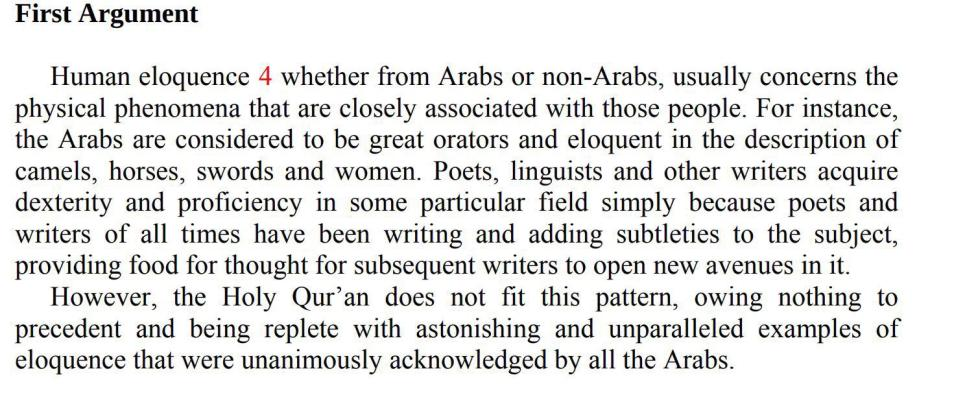 First Argument
Human eloquence 4 whether from Arabs or non-Arabs, usually concerns the
physical phenomena that are closely associated with those people. For instance,
the Arabs are considered to be great orators and eloquent in the description of
camels, horses, swords and women. Poets, linguists and other writers acquire
dexterity and proficiency in some particular field simply because poets and
writers of all times have been writing and adding subtleties to the subject,
providing food for thought for subsequent writers to open new avenues in it.
However, the Holy Qur’an does not fit this pattern, owing nothing to
precedent and being replete with astonishing and unparalleled examples of
eloquence that were unanimously acknowledged by all the Arabs.